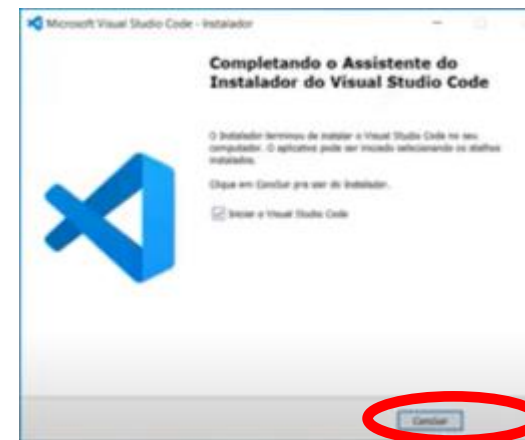 Microsoft Visual Studio Code - Instalador
Completando o Assistente do
Instalador do Visual Studio Code
O Instalador terminou de instalar o Visual Studio Code no seu
computador. O aplicativo pode ser iniciado selecionando os atalhos
instalados.
Clique em Concluir pra sair do Instalador.
Iniciar o Visual Studio Code
Concluir